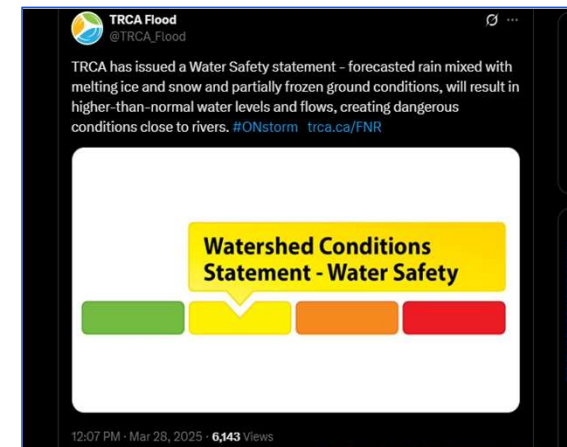 TRCA Flood
@TRCA_Flood
TRCA has issued a Water Safety statement - forecasted rain mixed with
melting ice and snow and partially frozen ground conditions, will result in
higher-than-normal water levels and flows, creating dangerous
conditions close to rivers. #ONstorm trca.ca/FNR
Watershed Conditions
Statement - Water Safety
12:07 PM · Mar 28, 2025 · 6,143 Views